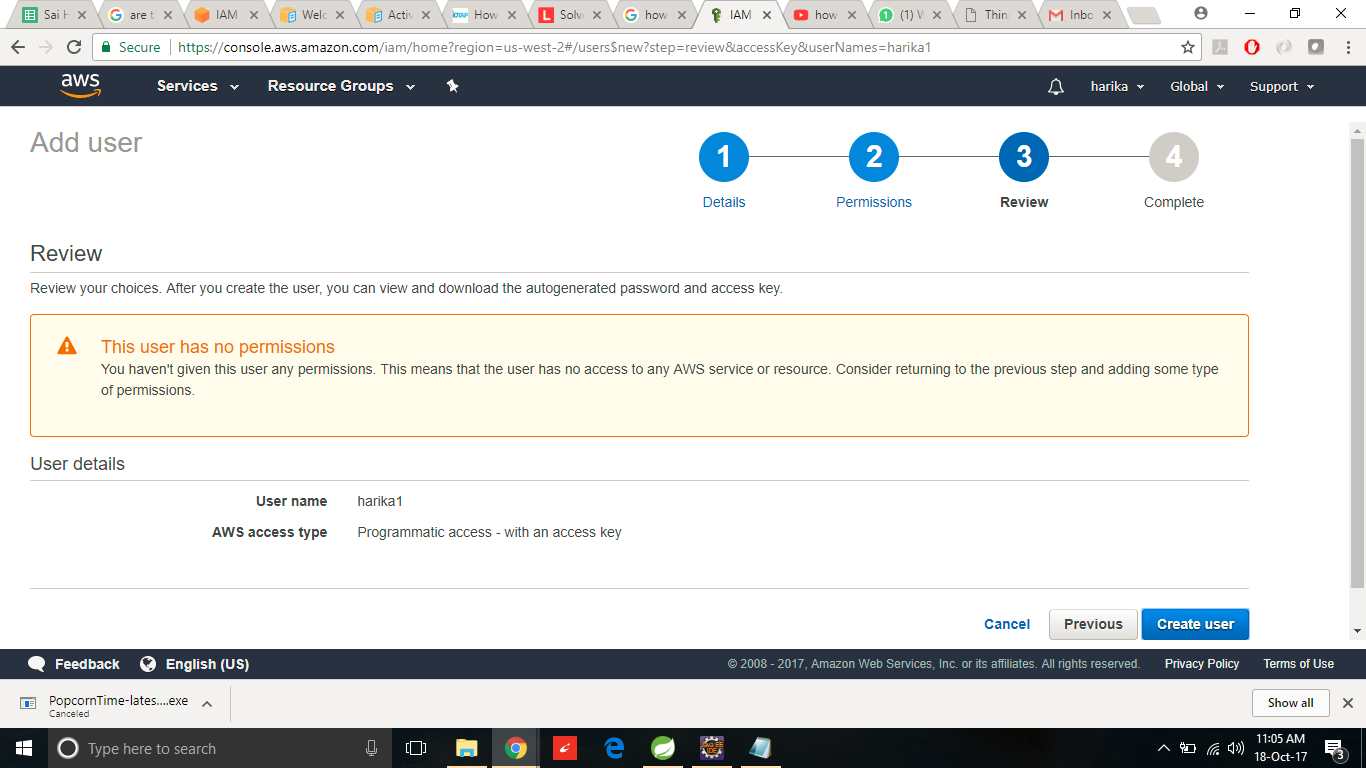 Sai H
are t
IAM
Welc
Activ
How
Solv
how
IAM
how
(1) W
Thin
Inbo
Secure
https://console.aws.amazon.com/iam/home?region=us-west-2#/users$new?step=review&accessKey&userNames=harika1
aws
Services
Resource Groups
harika
Global
Support
Add user
1
2
3
4
Details
Permissions
Review
Complete
Review
Review your choices. After you create the user, you can view and download the autogenerated password and access key.
This user has no permissions
You haven't given this user any permissions. This means that the user has no access to any AWS service or resource. Consider returning to the previous step and adding some type
of permissions.
User details
User name harika1
AWS access type Programmatic access - with an access key
Cancel
Previous
Create user
Feedback
English (US)
© 2008 - 2017, Amazon Web Services, Inc. or its affiliates. All rights reserved.
Privacy Policy
Terms of Use
PopcornTime-lates....exe
Canceled
Show all
Type here to search
11:05 AM
18-Oct-17
3